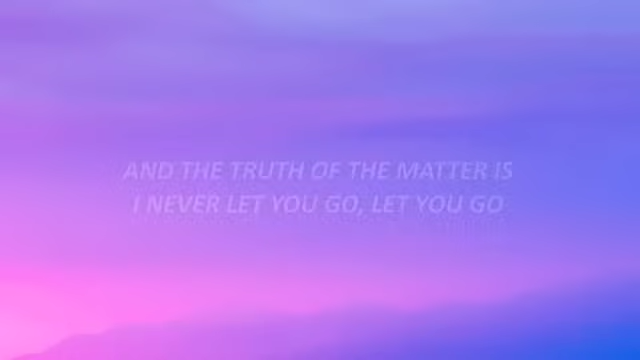 AND THE TRUTH OF THE MATTER IS
I NEVER LET YOU GO, LET YOU GO